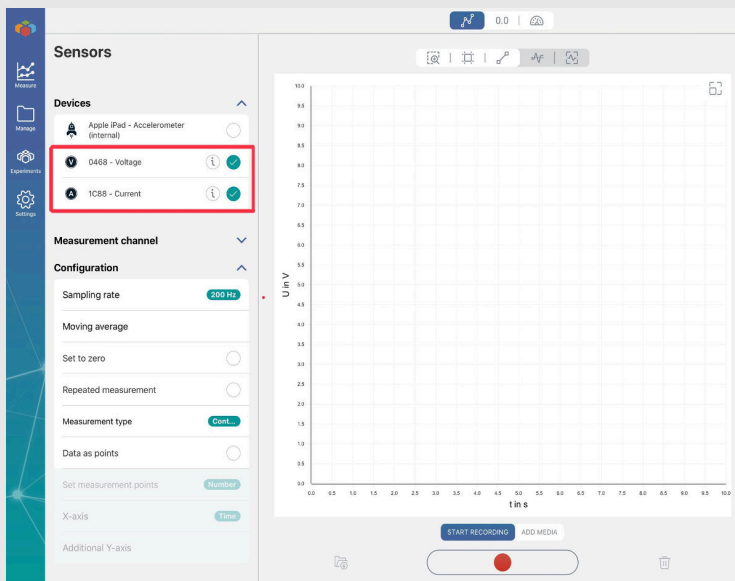 0.0
Sensors
Measure
Manage
Experiments
Settings
Devices
Apple iPad - Accelerometer
(internal)
V 0468 - Voltage i
A 1C88 - Current i
Measurement channel
Configuration
Sampling rate 200 Hz
Moving average
Set to zero
Repeated measurement
Measurement type Cont...
Data as points
Set measurement points Number
X-axis Time
Additional Y-axis
U in V
10.0
9.5
9.0
8.5
8.0
7.5
7.0
6.5
6.0
5.5
5.0
4.5
4.0
3.5
3.0
2.5
2.0
1.5
1.0
0.5
0.0
0.0 0.5 1.0 1.5 2.0 2.5 3.0 3.5 4.0 4.5 5.0 5.5 6.0 6.5 7.0 7.5 8.0 8.5 9.0 9.5 10.0
t in s
START RECORDING ADD MEDIA